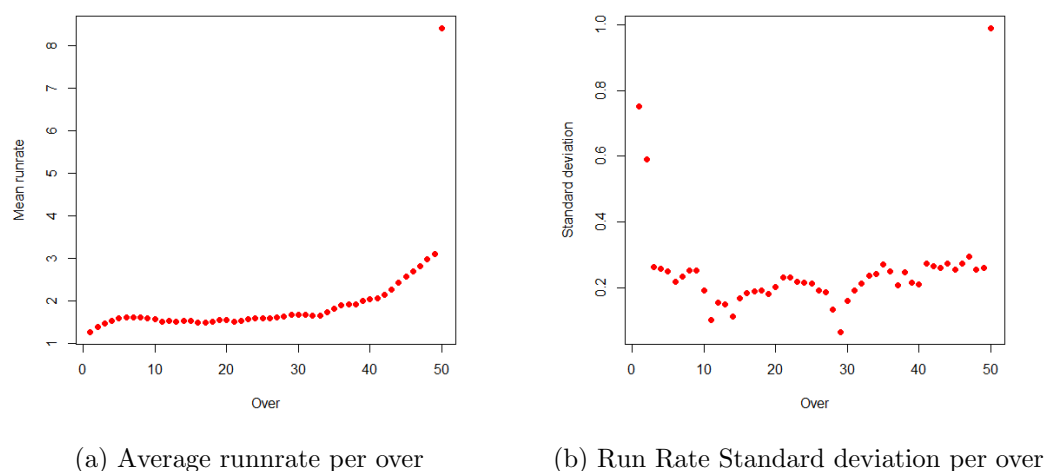 Mean runrate
8
7
6
5
4
3
2
1
0 10 20 30 40 50
Over
(a) Average runnrate per over
Standard deviation
1.0
0.8
0.6
0.4
0.2
0 10 20 30 40 50
Over
(b) Run Rate Standard deviation per over